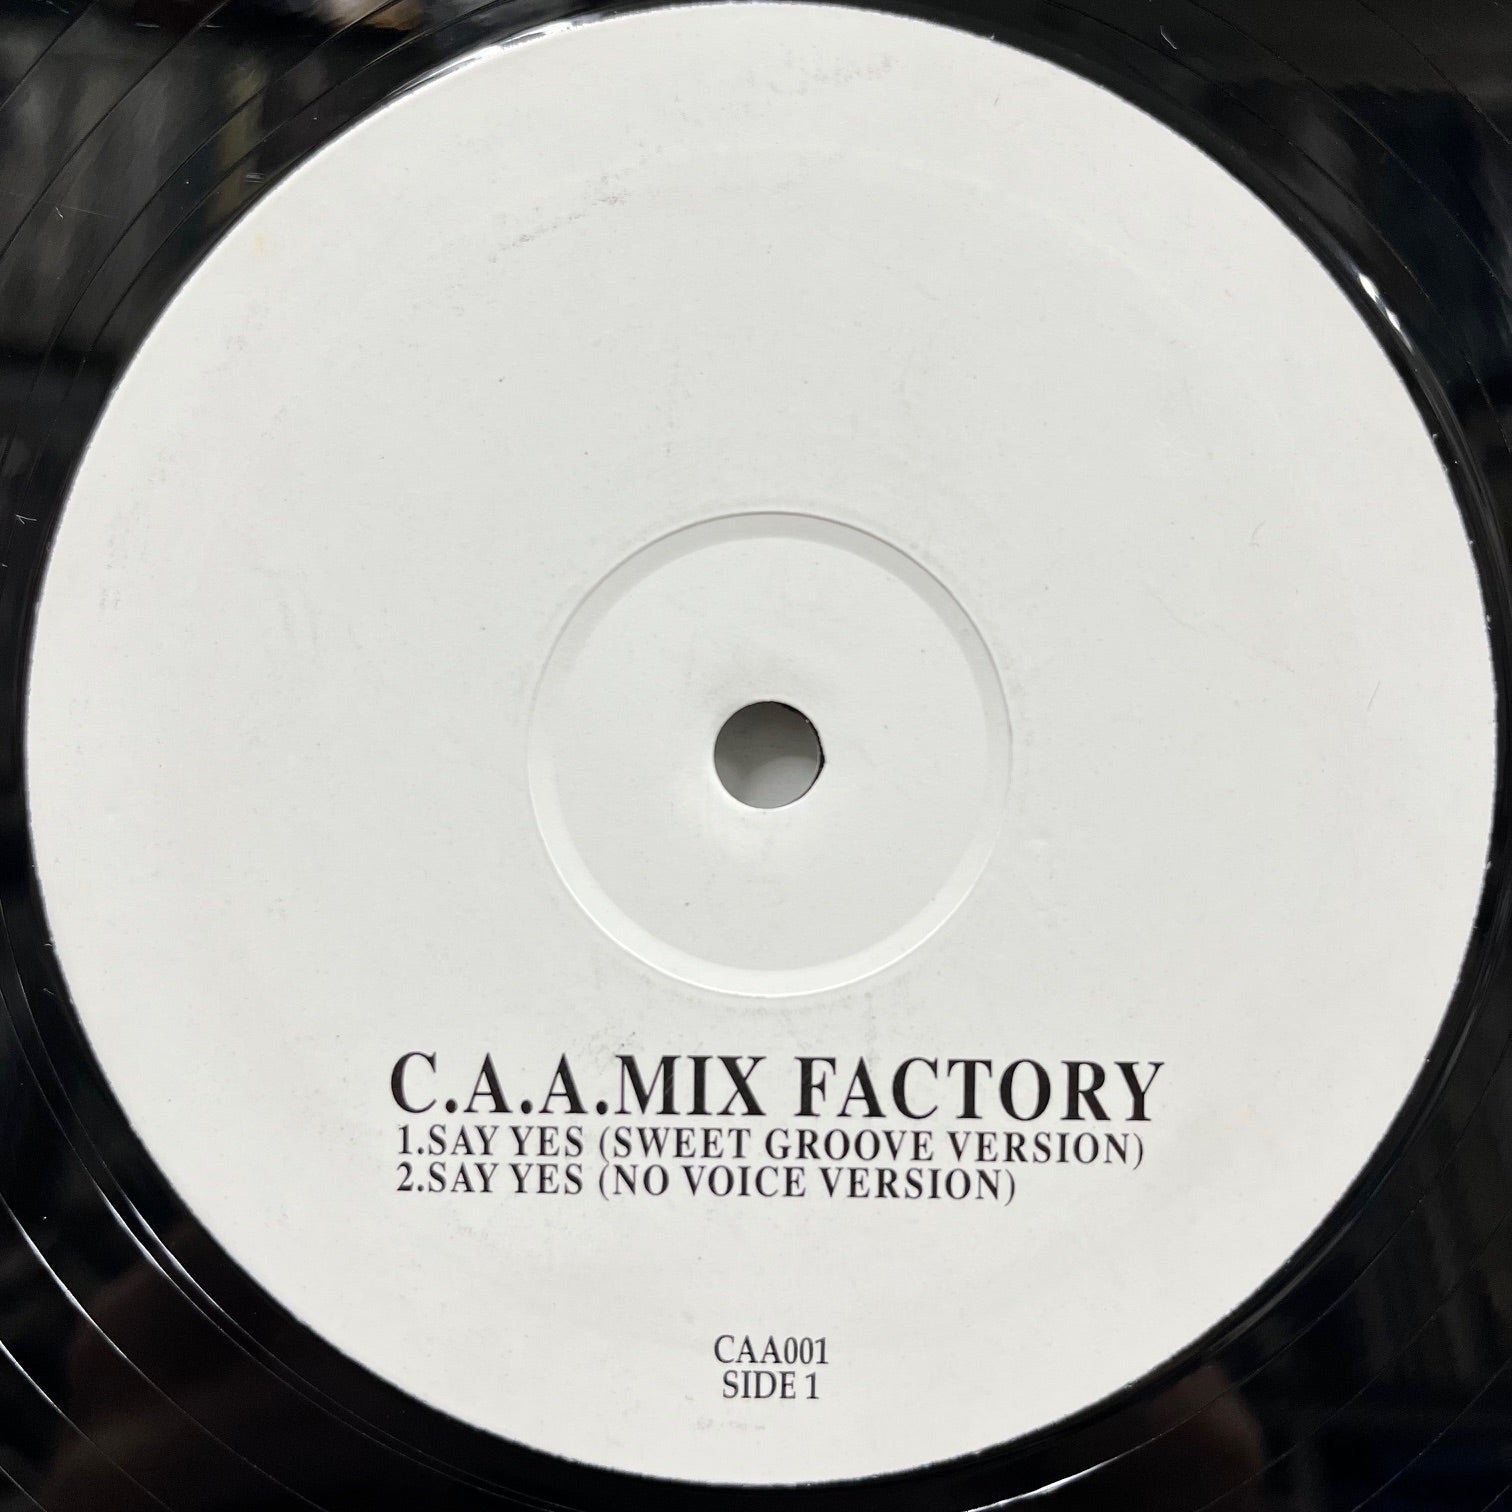 C.A.A.MIX FACTORY
1.SAY YES (SWEET GROOVE VERSION)
2.SAY YES (NO VOICE VERSION)
CAA001
SIDE 1